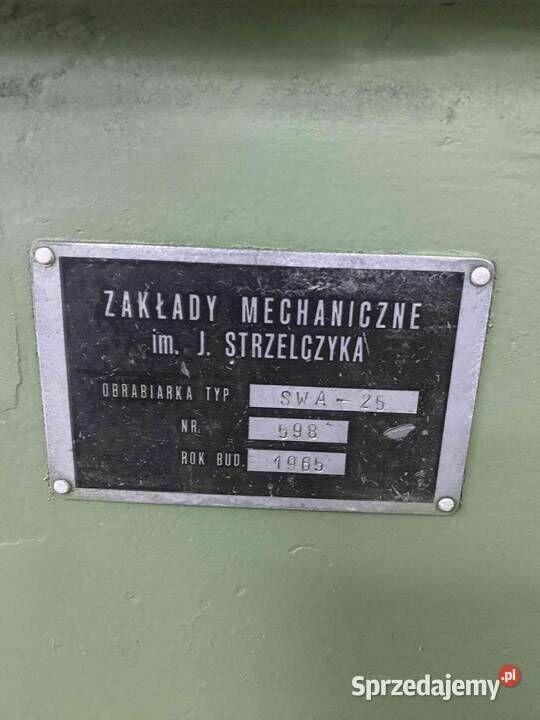 ZAKŁADY MECHANICZNE
im. J. STRZELCZYKA
OBRABIARKA TYP SWA-25
NR. 598
ROK BUD. 1965
Sprzedajemy.pl